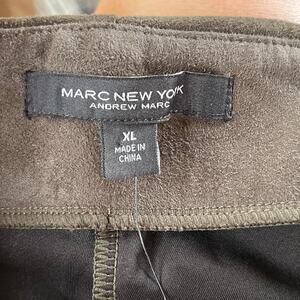 MARC NEW YORK
ANDREW MARC
XL
MADE IN
CHINA